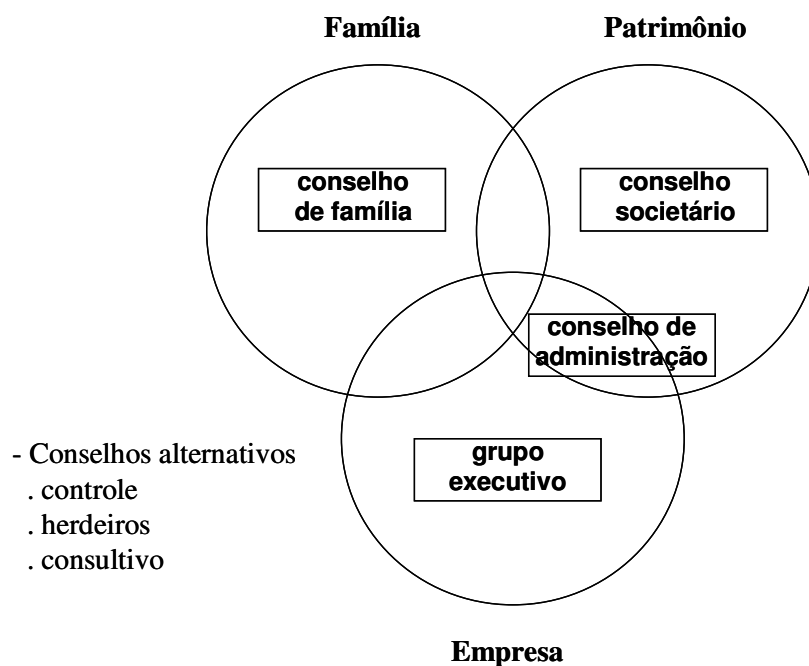 Família
Patrimônio
conselho
de família
conselho
societário
conselho de
administração
- Conselhos alternativos
. controle
. herdeiros
. consultivo
grupo
executivo
Empresa